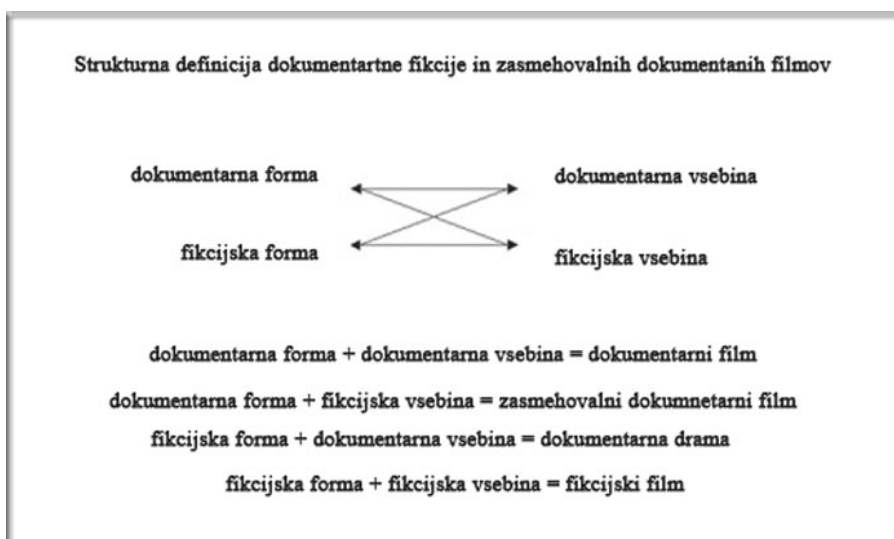 Strukturna definicija dokumentartne fikcije in zasmehovalnih dokumentanih filmov
dokumentarna forma dokumentarna vsebina
fikcijska forma fikcijska vsebina
dokumentarna forma + dokumentarna vsebina = dokumentarni film
dokumentarna forma + fikcijska vsebina = zasmehovalni dokumnetarni film
fikcijska forma + dokumentarna vsebina = dokumentarna drama
fikcijska forma + fikcijska vsebina = fikcijski film